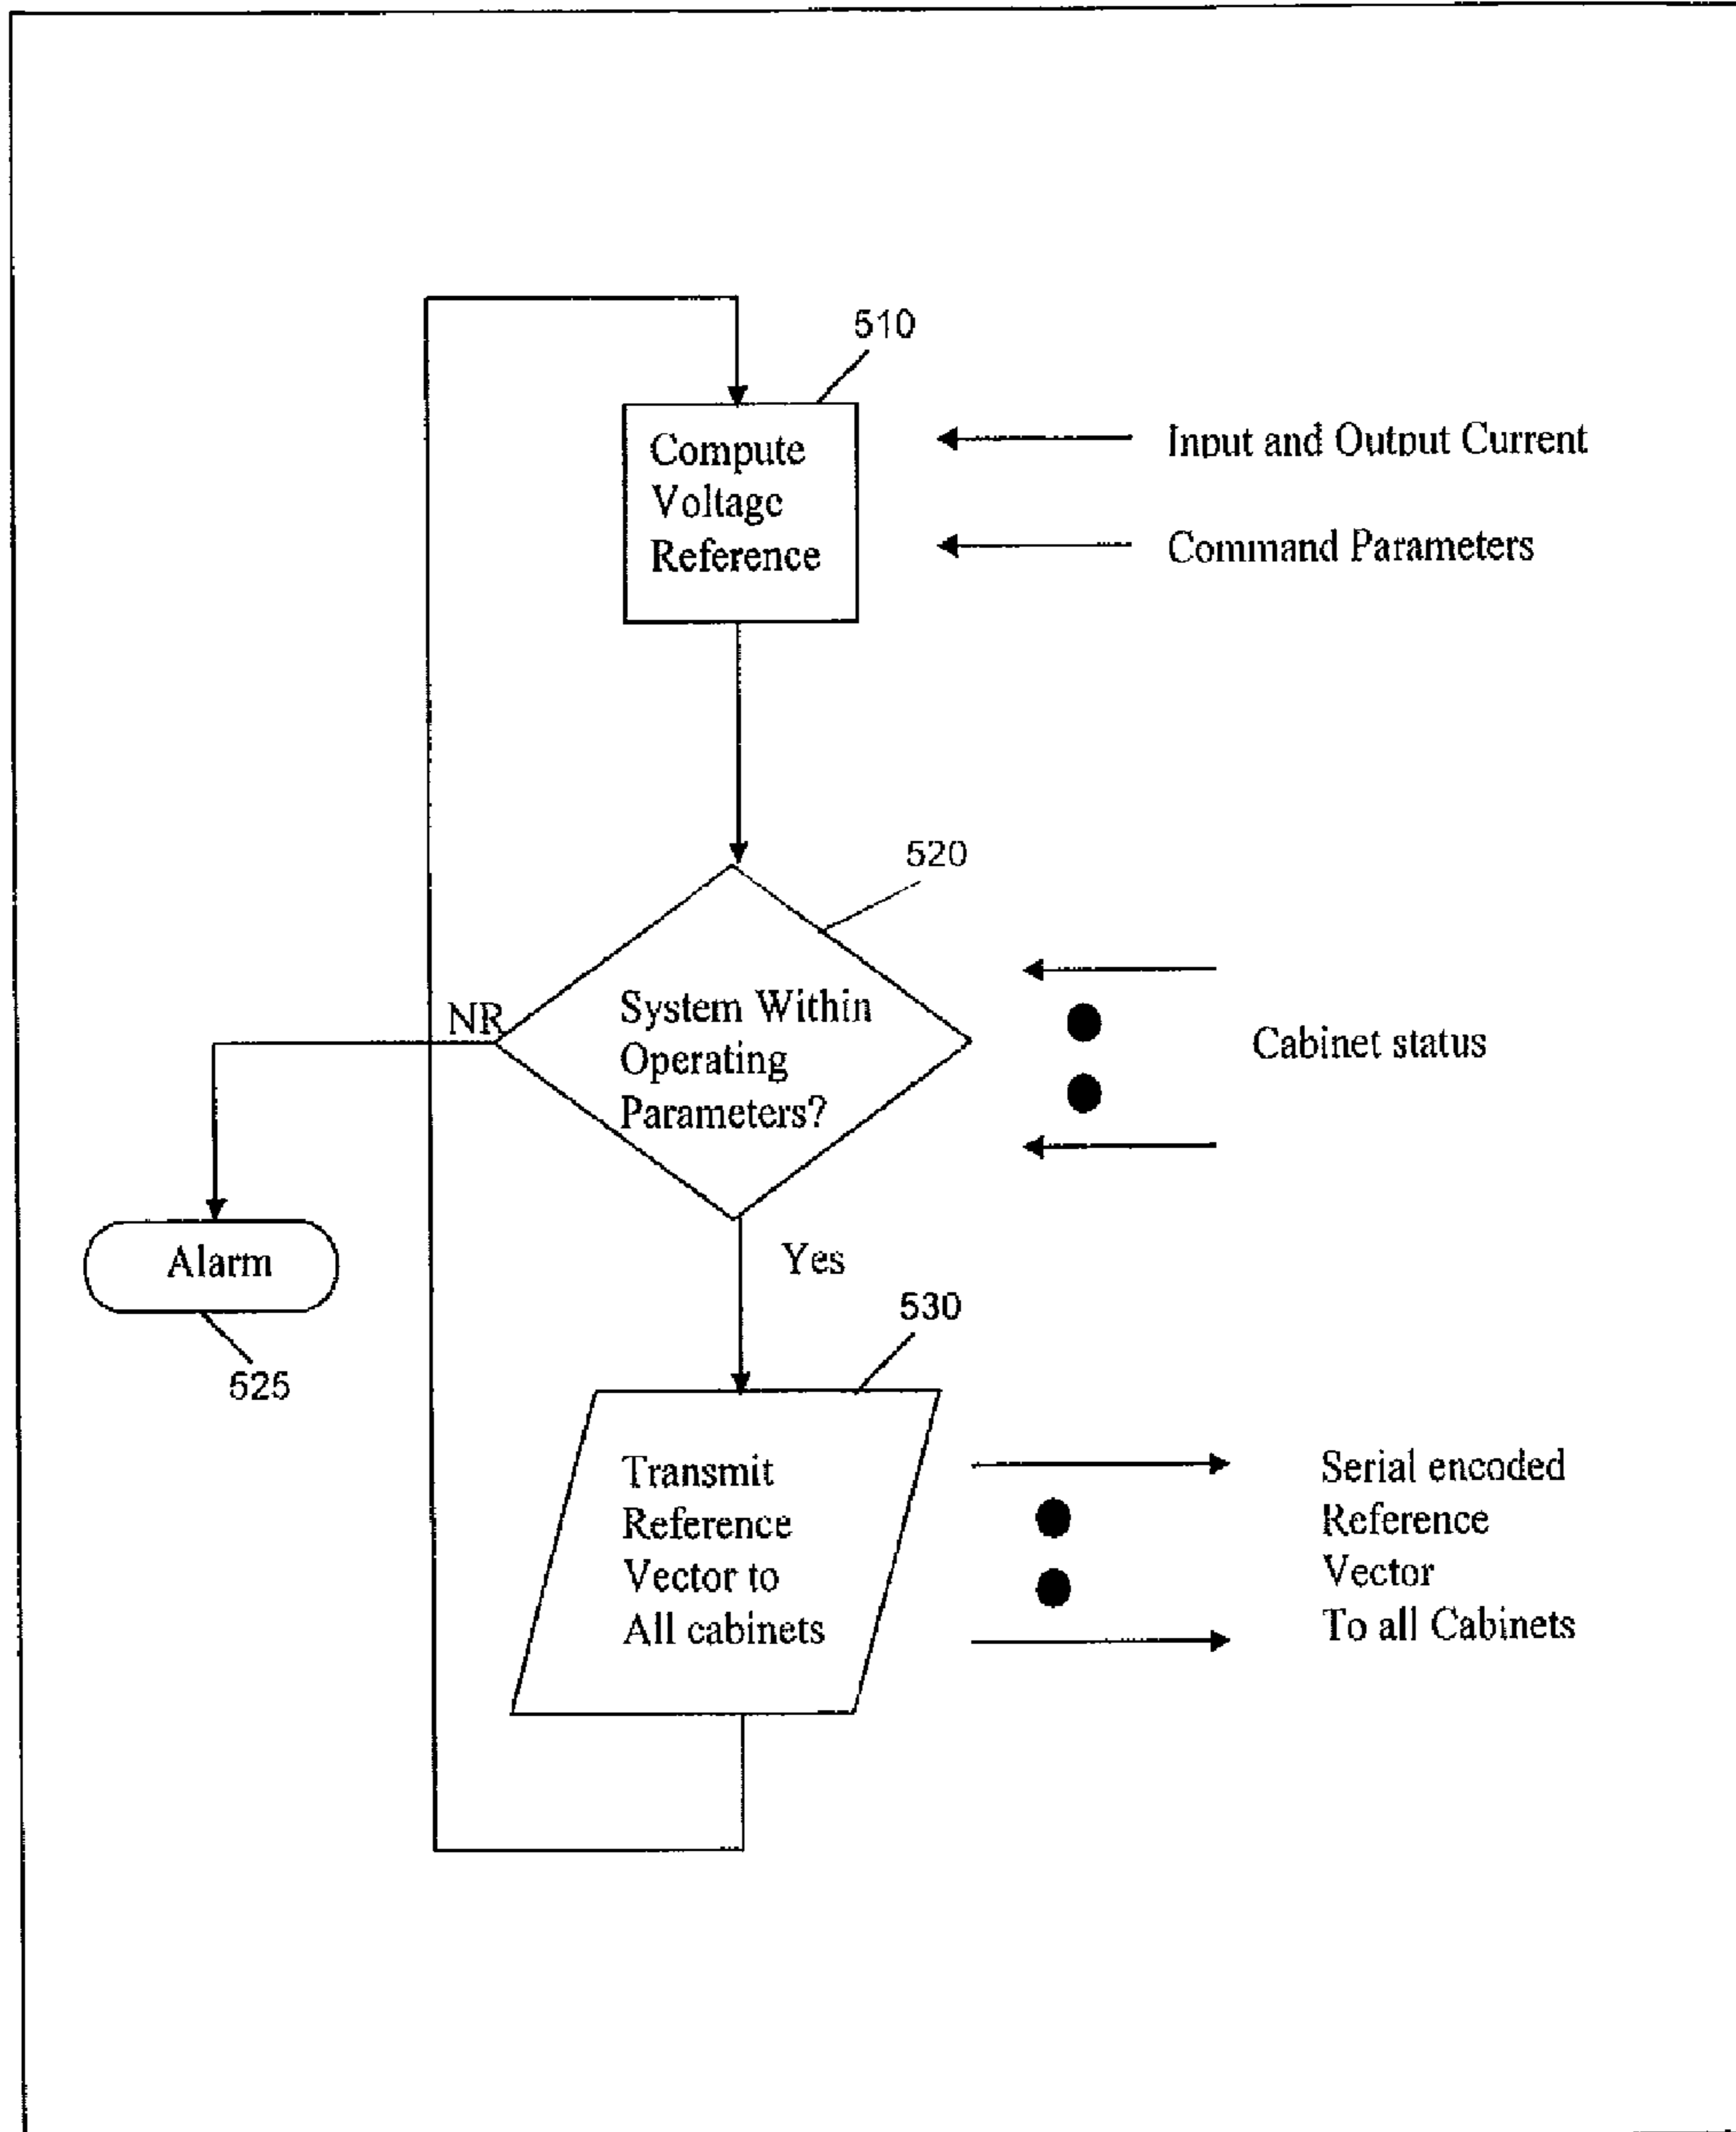 510
Compute
Voltage
Reference
Input and Output Current
Command Parameters
520
NR
System Within
Operating
Parameters?
Cabinet status
Alarm
525
Yes
530
Transmit
Reference
Vector to
All cabinets
Serial encoded
Reference
Vector
To all Cabinets